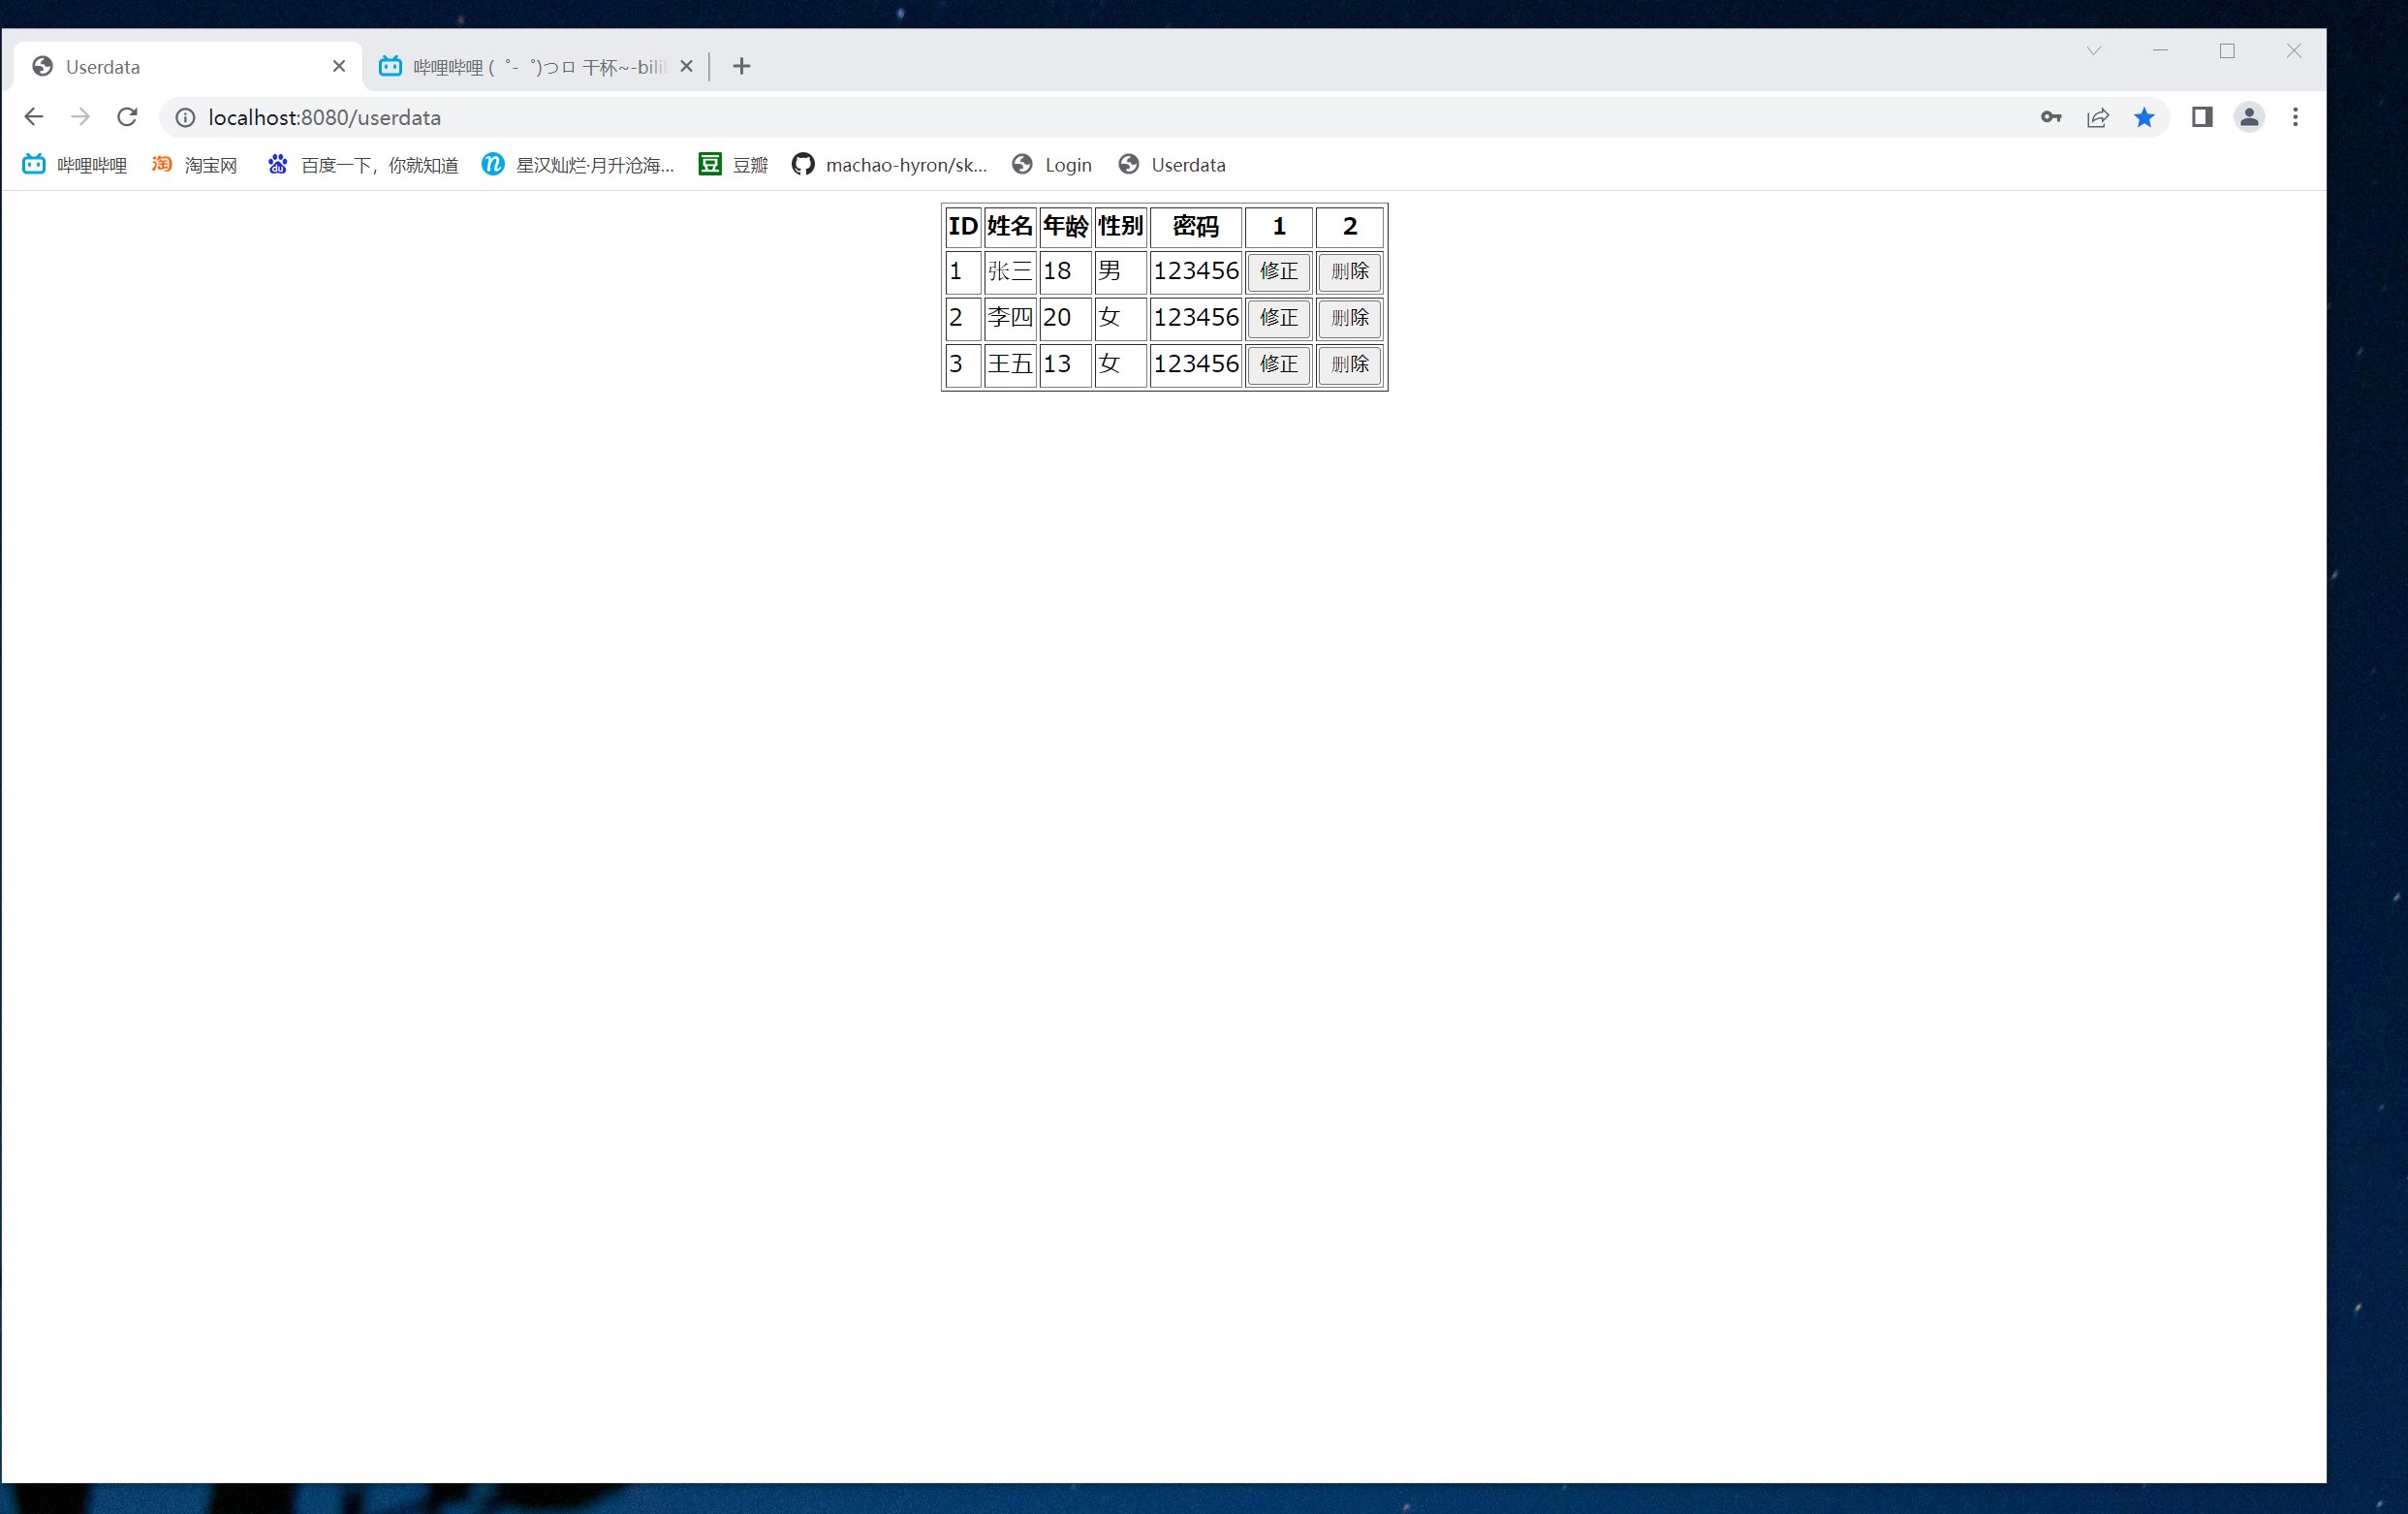 Userdata
哔哩哔哩 (゜-゜)つロ 干杯~-bili
localhost:8080/userdata
哔哩哔哩 淘 淘宝网 du 百度一下，你就知道 n 星汉灿烂·月升沧海... 豆 豆瓣 machao-hyron/sk... Login Userdata
ID 姓名 年龄 性别 密码 1 2
1 张三 18 男 123456 修正 删除
2 李四 20 女 123456 修正 删除
3 王五 13 女 123456 修正 删除